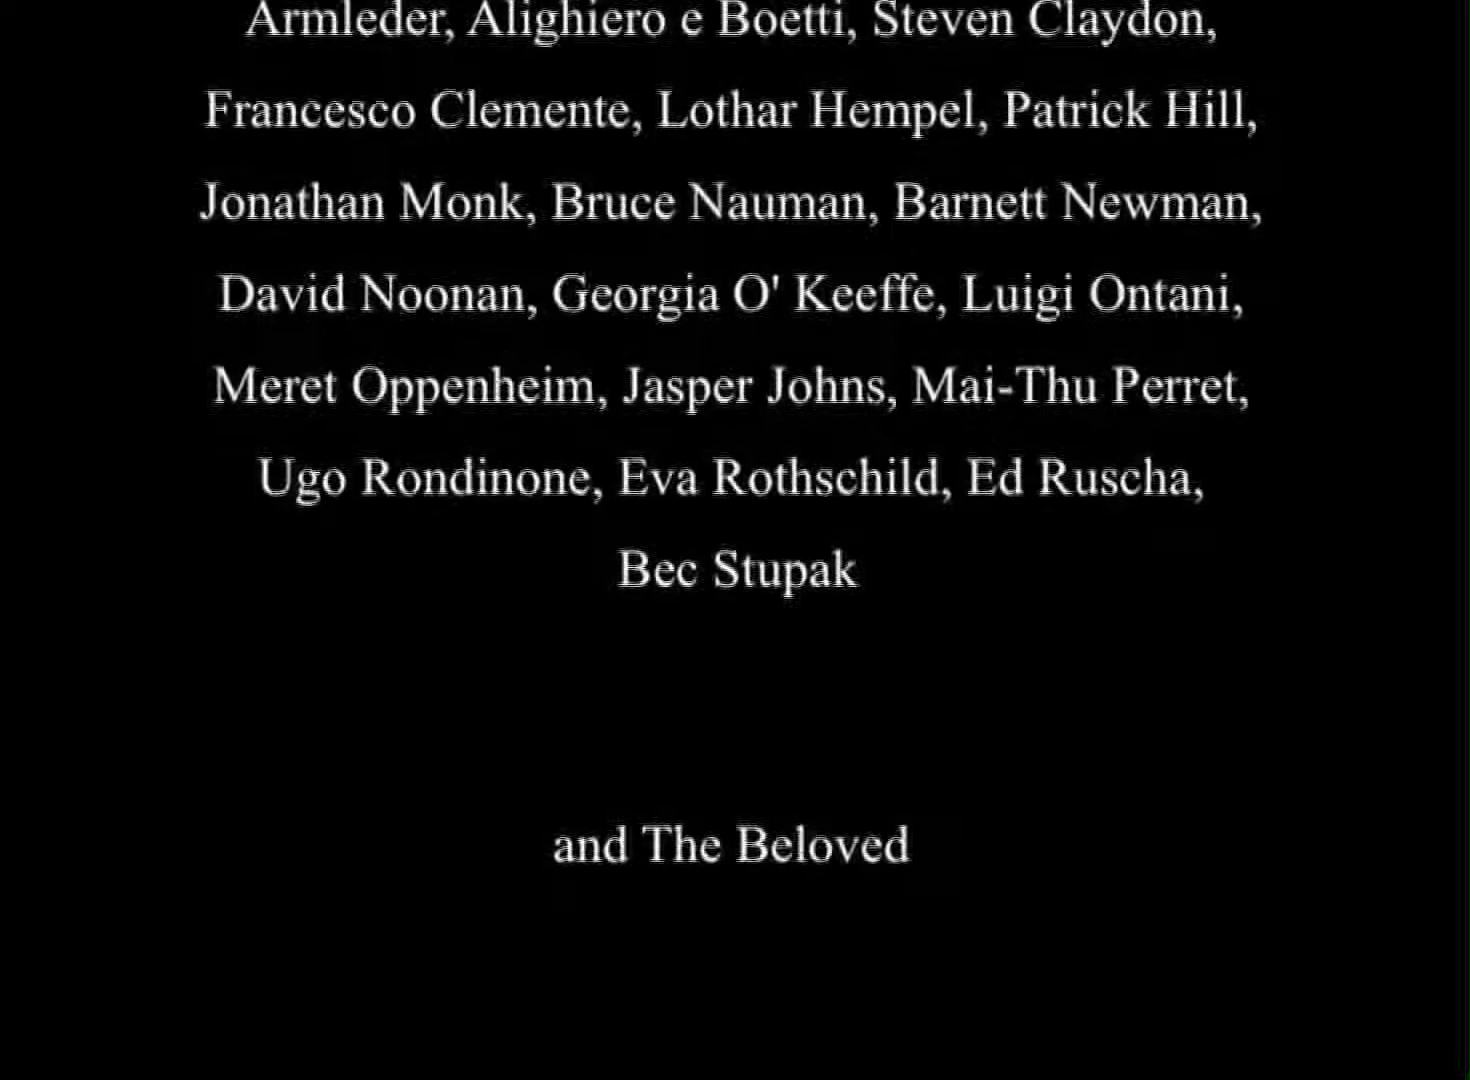 Armleder, Alighiero e Boetti, Steven Claydon,
Francesco Clemente, Lothar Hempel, Patrick Hill,
Jonathan Monk, Bruce Nauman, Barnett Newman,
David Noonan, Georgia O' Keeffe, Luigi Ontani,
Meret Oppenheim, Jasper Johns, Mai-Thu Perret,
Ugo Rondinone, Eva Rothschild, Ed Ruscha,
Bec Stupak
and The Beloved